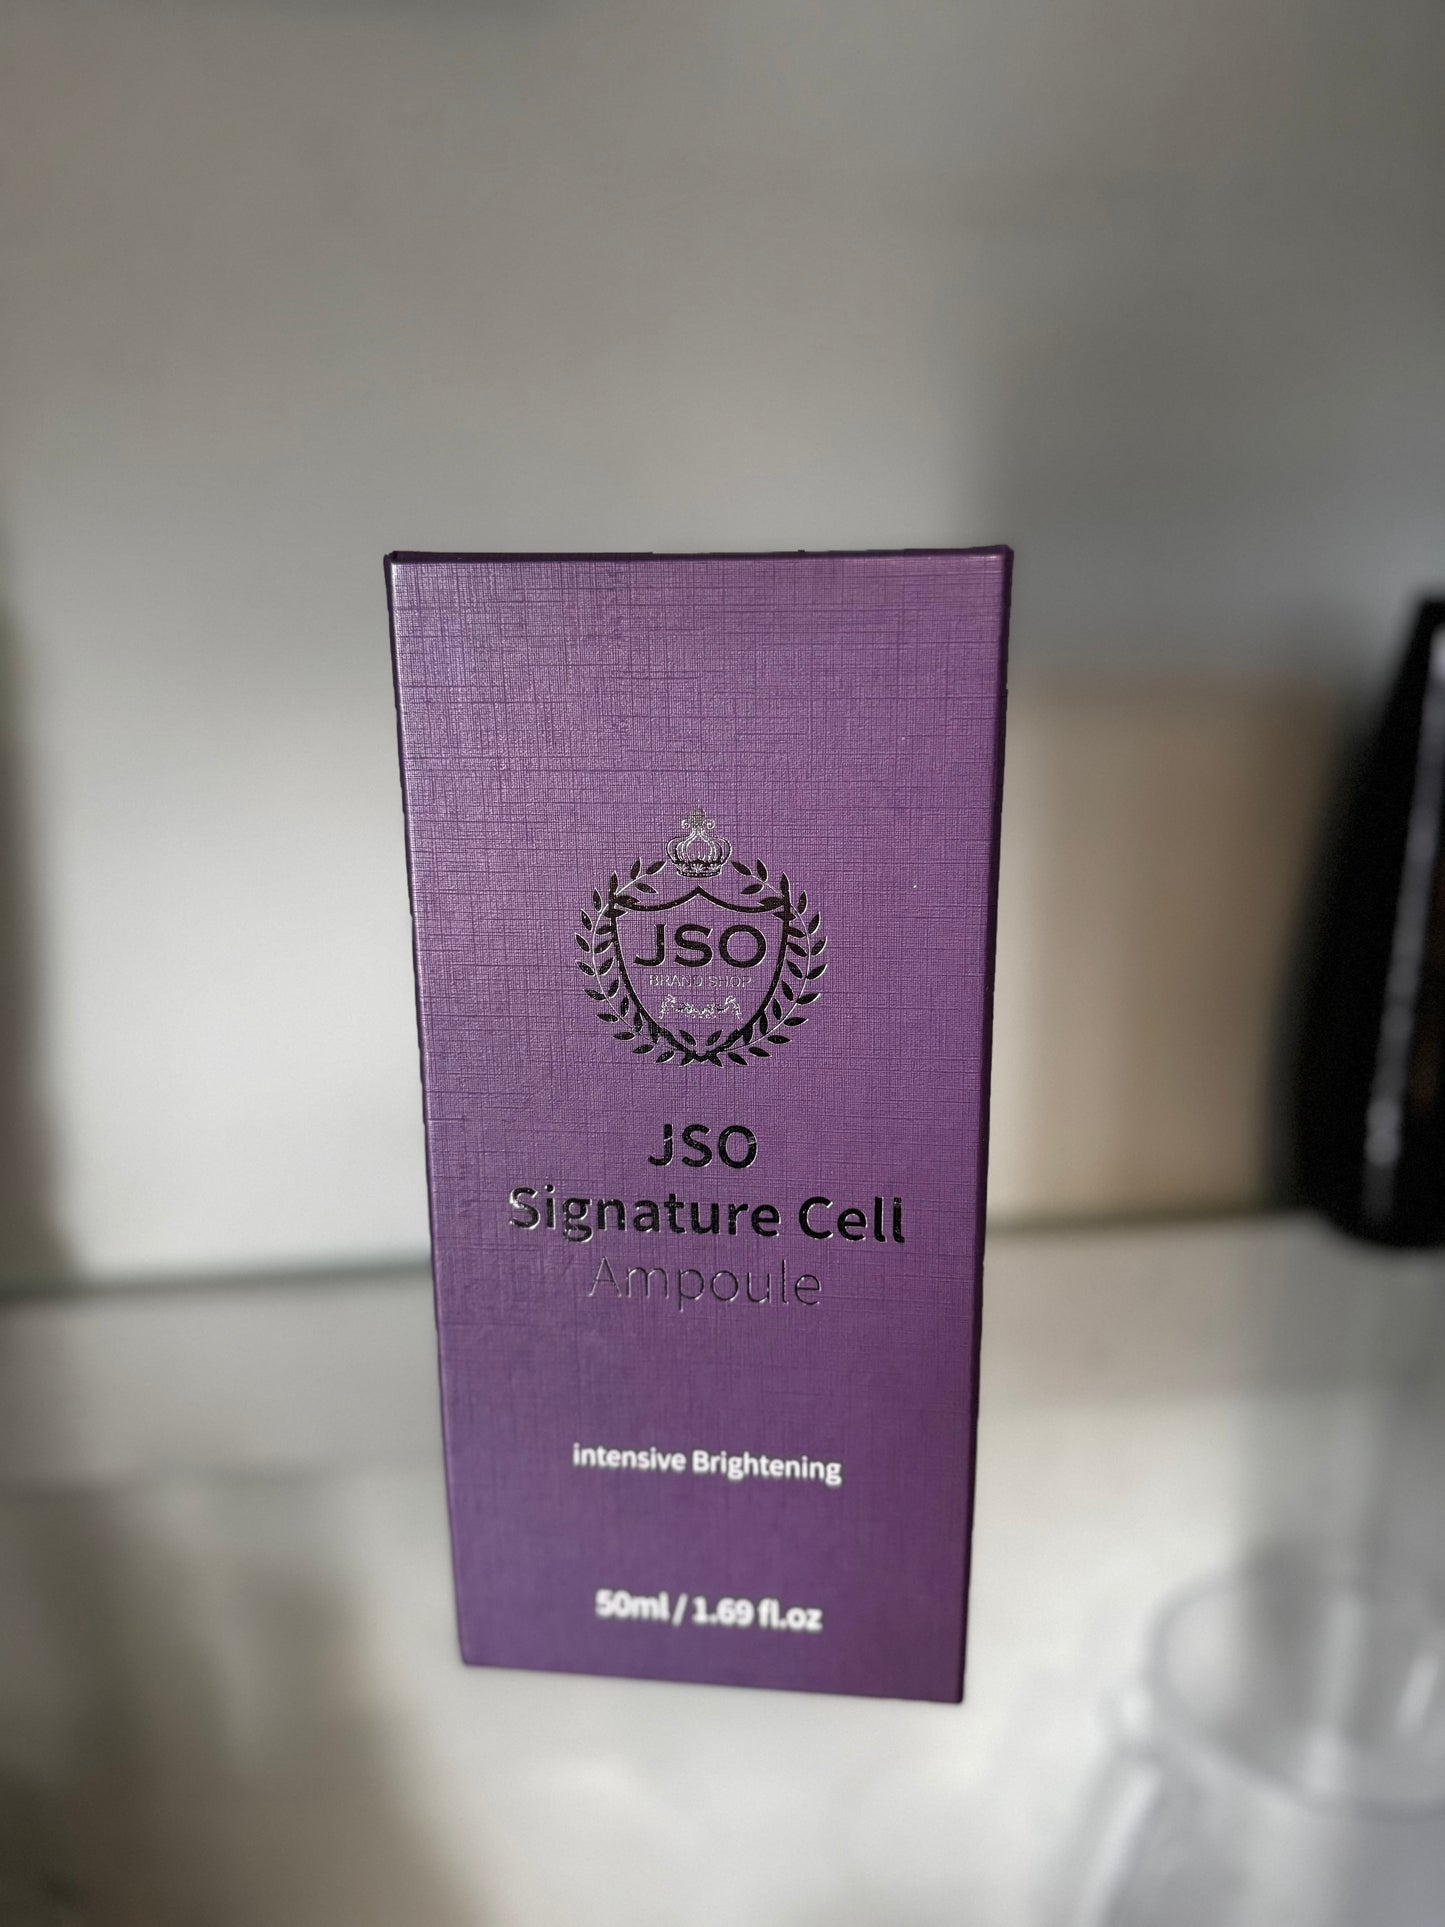 JSO
BRAND SHOP
JSO
Signature Cell
Ampoule
intensive Brightening
50ml / 1.69 fl.oz